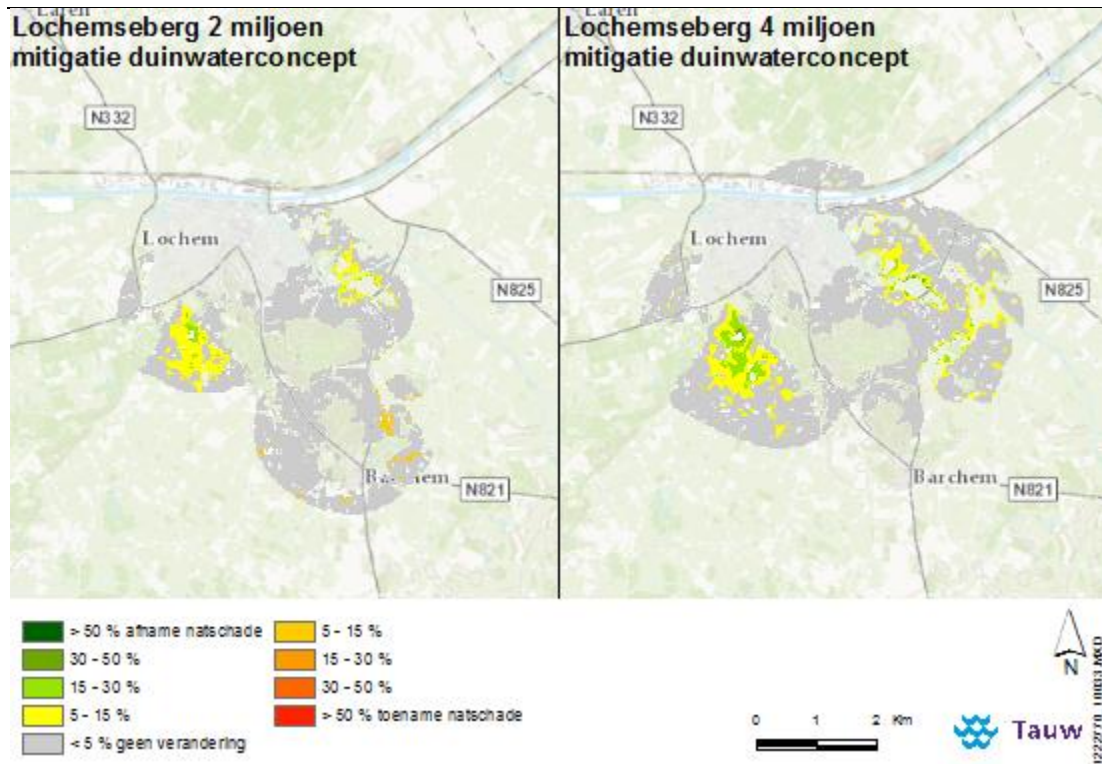 Laren
Lochemseberg 2 miljoen
mitigatie duinwaterconcept
N332
Lochem
N825
Barchem
N821
Laren
Lochemseberg 4 miljoen
mitigatie duinwaterconcept
N332
Lochem
N825
Barchem
N821
> 50 % afname natschade
30 - 50 %
15 - 30 %
5 - 15 %
< 5 % geen verandering
5 - 15 %
15 - 30 %
30 - 50 %
> 50 % toename natschade
0 1 2 Km
N
Tauw